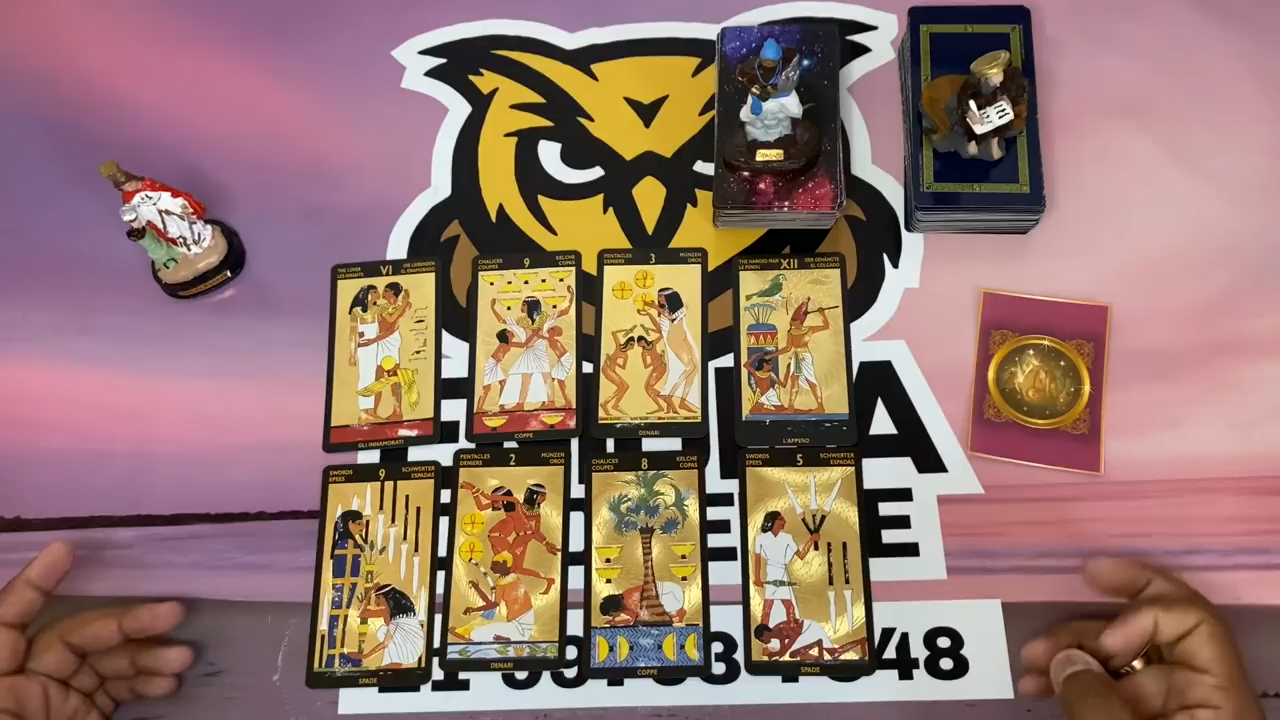 THE LOVER VI DIE LIEBENDEN
LES AMANTS EL ENAMORADO
GLI INNAMORATI
CHALICES 9 KELCHE
COUPES COPAS
COPPE
PENTACLES 3 MÜNZEN
DENIERS OROS
DENARI
THE HANGED MAN XII DER GEHÄNGTE
LE PENDU EL COLGADO
L'APPESO
SWORDS 9 SCHWERTER
EPEES ESPADAS
SPADE
PENTACLES 2 MÜNZEN
DENIERS OROS
DENARI
CHALICES 8 KELCHE
COUPES COPAS
COPPE
SWORDS 5 SCHWERTER
EPEES ESPADAS
SPADE
A
E
48